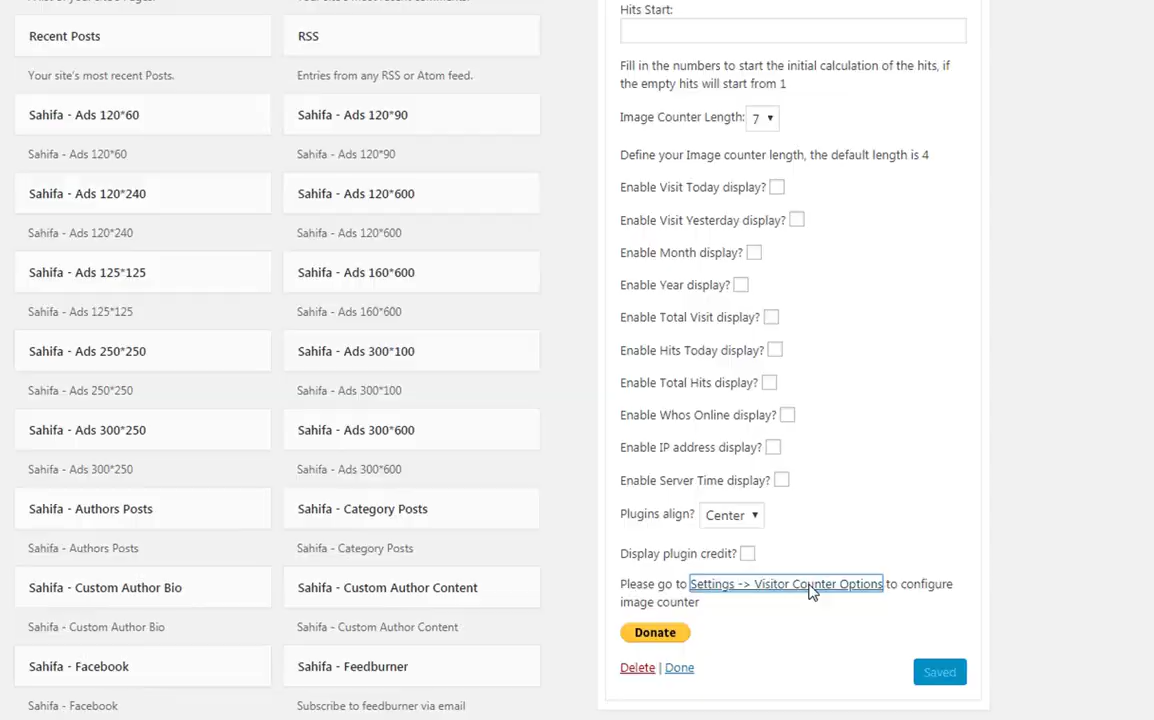 A list of your site's Pages.
Your site's most recent comments.
Recent Posts
RSS
Your site's most recent Posts.
Entries from any RSS or Atom feed.
Sahifa - Ads 120*60
Sahifa - Ads 120*90
Sahifa - Ads 120*60
Sahifa - Ads 120*90
Sahifa - Ads 120*240
Sahifa - Ads 120*600
Sahifa - Ads 120*240
Sahifa - Ads 120*600
Sahifa - Ads 125*125
Sahifa - Ads 160*600
Sahifa - Ads 125*125
Sahifa - Ads 160*600
Sahifa - Ads 250*250
Sahifa - Ads 300*100
Sahifa - Ads 250*250
Sahifa - Ads 300*100
Sahifa - Ads 300*250
Sahifa - Ads 300*600
Sahifa - Ads 300*250
Sahifa - Ads 300*600
Sahifa - Authors Posts
Sahifa - Category Posts
Sahifa - Authors Posts
Sahifa - Category Posts
Sahifa - Custom Author Bio
Sahifa - Custom Author Content
Sahifa - Custom Author Bio
Sahifa - Custom Author Content
Sahifa - Facebook
Sahifa - Feedburner
Sahifa - Facebook
Subscribe to feedburner via email
Hits Start:
Fill in the numbers to start the initial calculation of the hits, if
the empty hits will start from 1
Image Counter Length: 7
Define your Image counter length, the default length is 4
Enable Visit Today display?
Enable Visit Yesterday display?
Enable Month display?
Enable Year display?
Enable Total Visit display?
Enable Hits Today display?
Enable Total Hits display?
Enable Whos Online display?
Enable IP address display?
Enable Server Time display?
Plugins align? Center
Display plugin credit?
Please go to Settings -> Visitor Counter Options to configure
image counter
Donate
Delete | Done
Saved